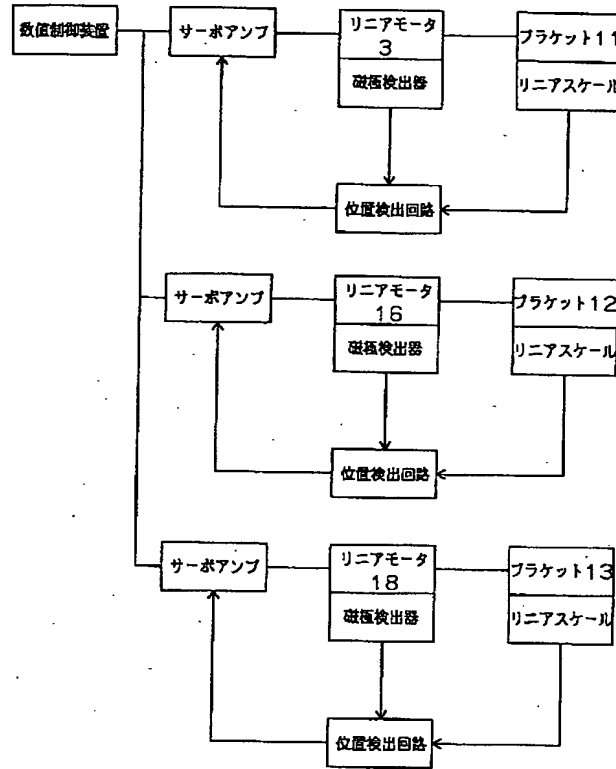 数値制御装置
サーボアンプ
リニアモータ
3
磁極検出器
ブラケット11
リニアスケール
位置検出回路
サーボアンプ
リニアモータ
16
磁極検出器
ブラケット12
リニアスケール
位置検出回路
サーボアンプ
リニアモータ
18
磁極検出器
ブラケット13
リニアスケール
位置検出回路